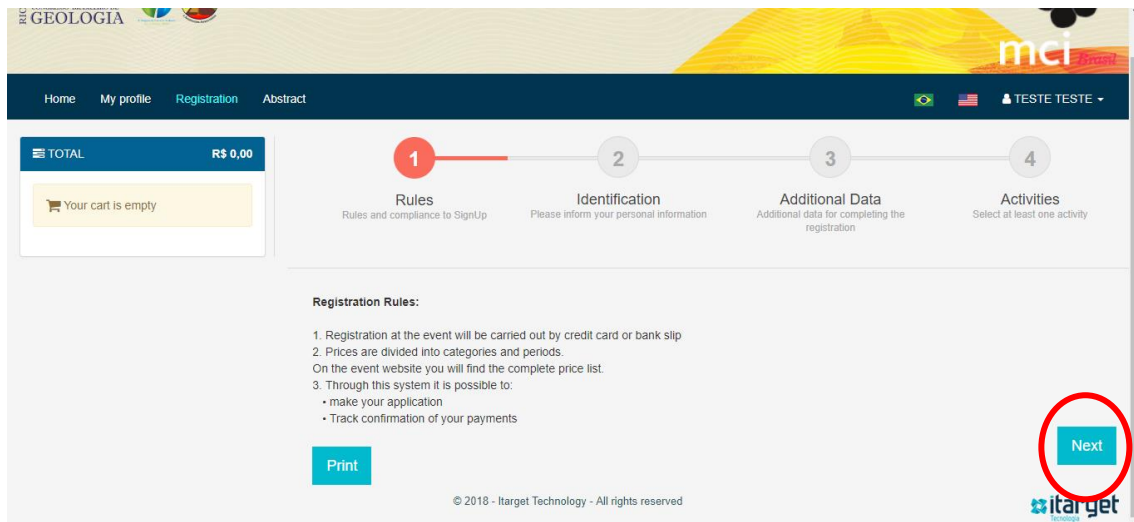 GEOLOGIA
mci Brasil
Home My profile Registration Abstract TESTE TESTE
TOTAL R$ 0,00
Your cart is empty
1 2 3 4
Rules Identification Additional Data Activities
Rules and compliance to SignUp Please inform your personal information Additional data for completing the registration Select at least one activity
Registration Rules:
1. Registration at the event will be carried out by credit card or bank slip
2. Prices are divided into categories and periods.
On the event website you will find the complete price list.
3. Through this system it is possible to:
• make your application
• Track confirmation of your payments
Next
Print
© 2018 - Itarget Technology - All rights reserved
itarget
Tecnologia